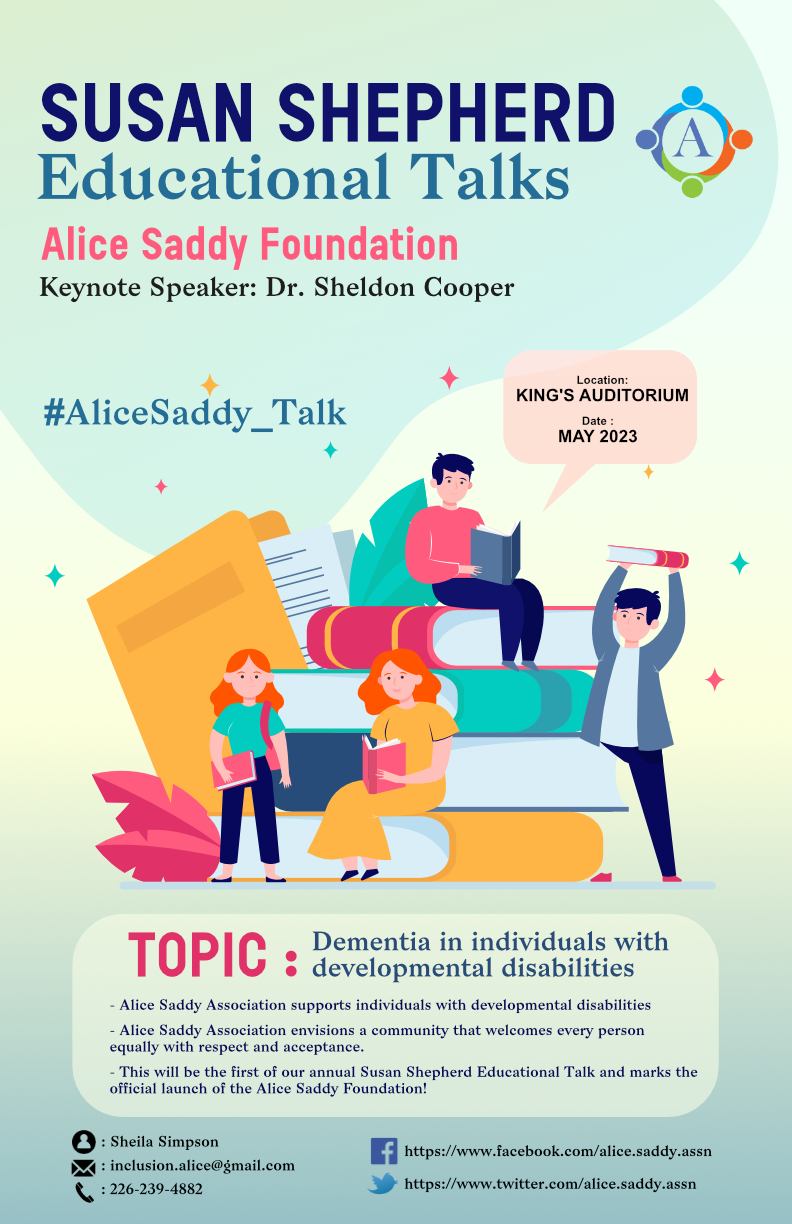 SUSAN SHEPHERD
A
Educational Talks
Alice Saddy Foundation
Keynote Speaker: Dr. Sheldon Cooper
Location:
KING'S AUDITORIUM
Date :
MAY 2023
#AliceSaddy_Talk
TOPIC : Dementia in individuals with
developmental disabilities
- Alice Saddy Association supports individuals with developmental disabilities
- Alice Saddy Association envisions a community that welcomes every person
equally with respect and acceptance.
- This will be the first of our annual Susan Shepherd Educational Talk and marks the
official launch of the Alice Saddy Foundation!
: Sheila Simpson
: inclusion.alice@gmail.com
: 226-239-4882
https://www.facebook.com/alice.saddy.assn
https://www.twitter.com/alice.saddy.assn